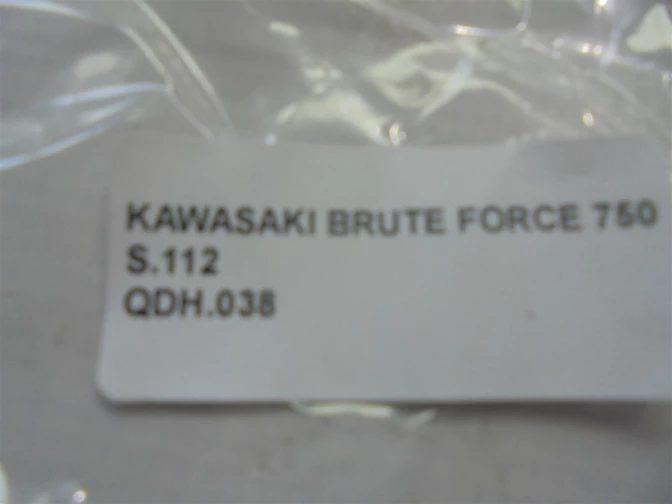 KAWASAKI BRUTE FORCE 750
S.112
QDH.038